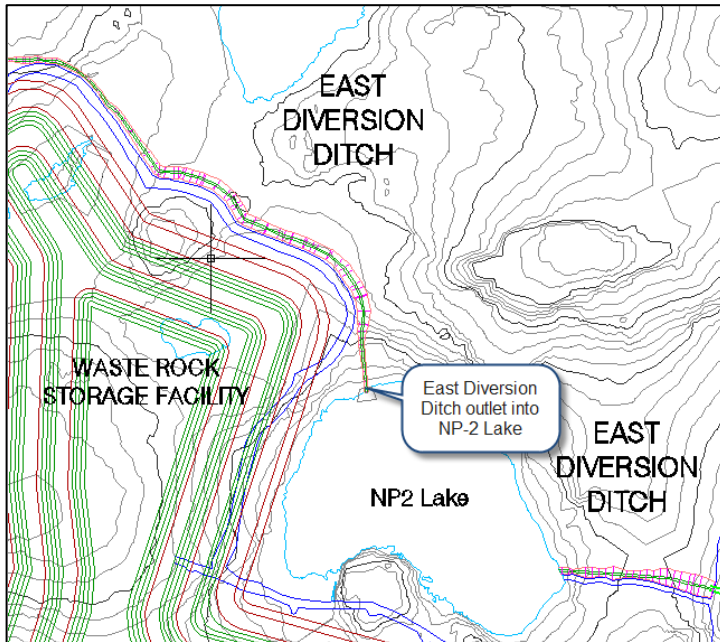 EAST
DIVERSION
DITCH
WASTE ROCK
STORAGE FACILITY
East Diversion
Ditch outlet into
NP-2 Lake
EAST
DIVERSION
DITCH
NP2 Lake